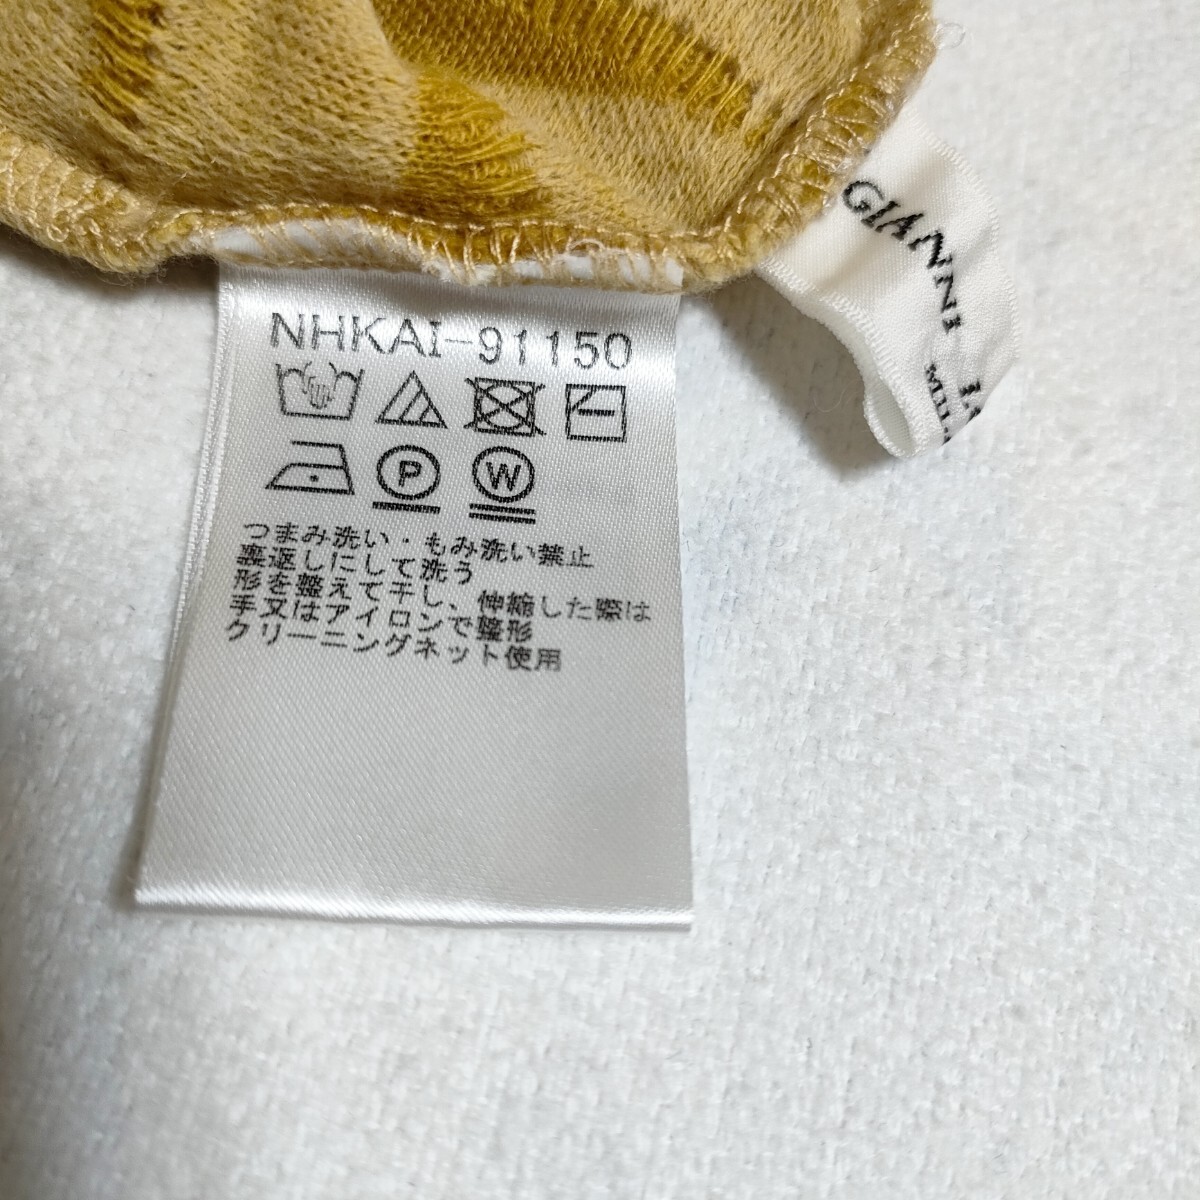 NHKAI-91150
P W
つまみ洗い・もみ洗い禁止
裏返しにして洗う
形を整えて干し、伸縮した際は
手又はアイロンで整形
クリーニングネット使用
GIANNI